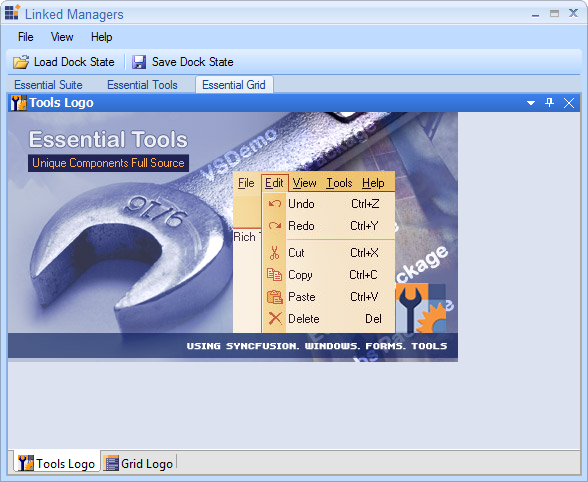 Linked Managers
File View Help
Load Dock State Save Dock State
Essential Suite Essential Tools Essential Grid
Tools Logo
Essential Tools
Unique Components Full Source
VSDemo
Package
File Edit View Tools Help
Undo Ctrl+Z
Redo Ctrl+Y
Rich
Cut Ctrl+X
Copy Ctrl+C
Paste Ctrl+V
Delete Del
Package
USING SYNCFUSION. WINDOWS. FORMS. TOOLS
Tools Logo Grid Logo